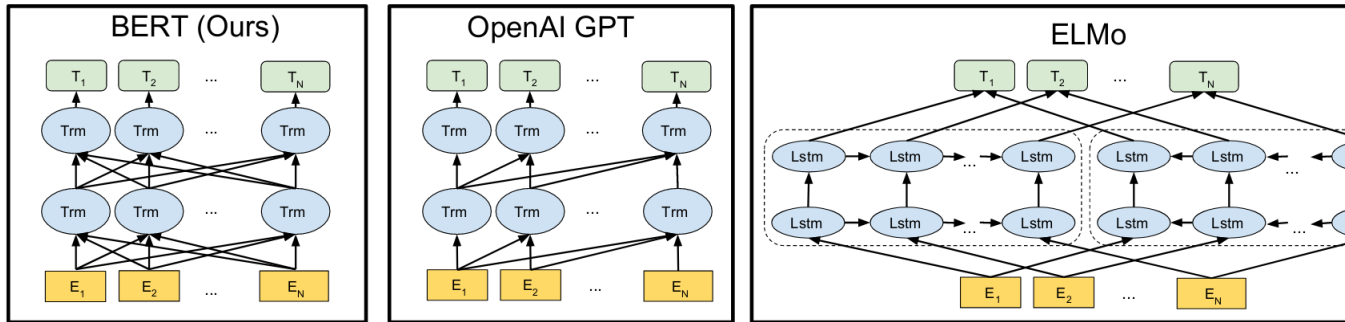 BERT (Ours)
T1 T2 ... TN
Trm Trm ... Trm
Trm Trm ... Trm
E1 E2 ... EN
OpenAI GPT
T1 T2 ... TN
Trm Trm ... Trm
Trm Trm ... Trm
E1 E2 ... EN
ELMo
T1 T2 ... TN
Lstm Lstm ... Lstm Lstm Lstm ...
Lstm Lstm ... Lstm Lstm Lstm ...
E1 E2 ... EN